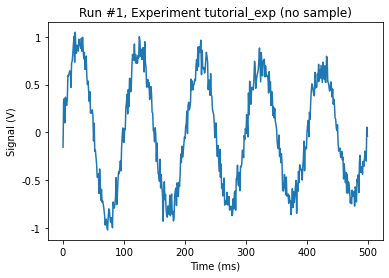 Run #1, Experiment tutorial_exp (no sample)
1
0.5
0
-0.5
-1
Signal (V)
0 100 200 300 400 500
Time (ms)